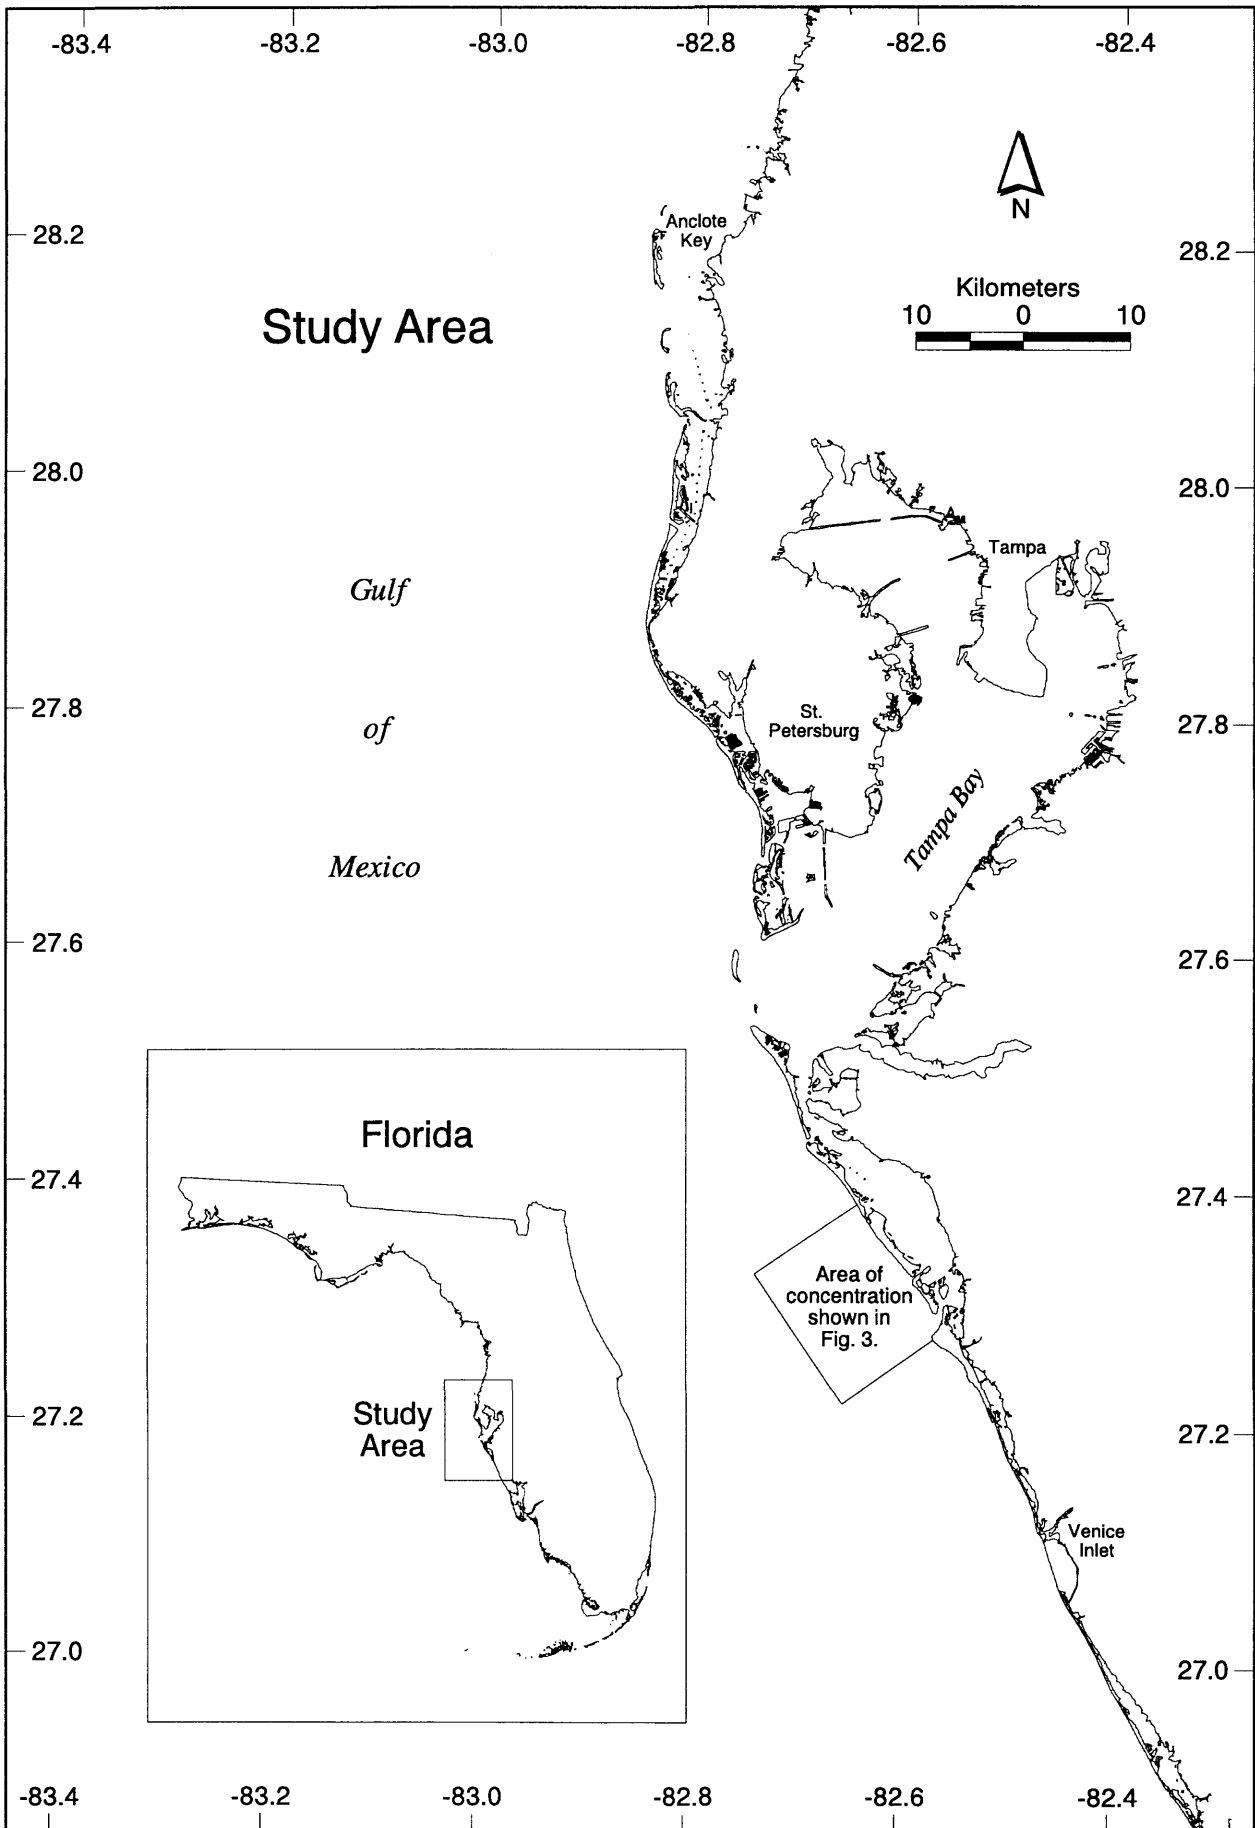 -83.4 -83.2 -83.0 -82.8 -82.6 -82.4
N
Anclote
Key
28.2
28.2
Kilometers
10 0 10
Study Area
28.0
28.0
Tampa
Gulf
27.8
27.8
St.
Petersburg
of
Tampa Bay
Mexico
27.6
27.6
Florida
27.4
27.4
Area of
concentration
shown in
Fig. 3.
Study
Area
27.2
27.2
Venice
Inlet
27.0
27.0
-83.4 -83.2 -83.0 -82.8 -82.6 -82.4